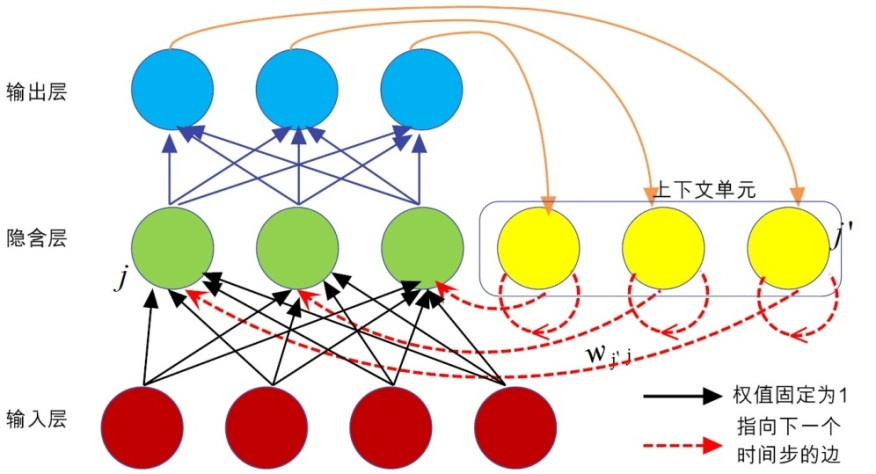 输出层
上下文单元
隐含层
j'
j
w j' j
输入层
权值固定为1
指向下一个
时间步的边